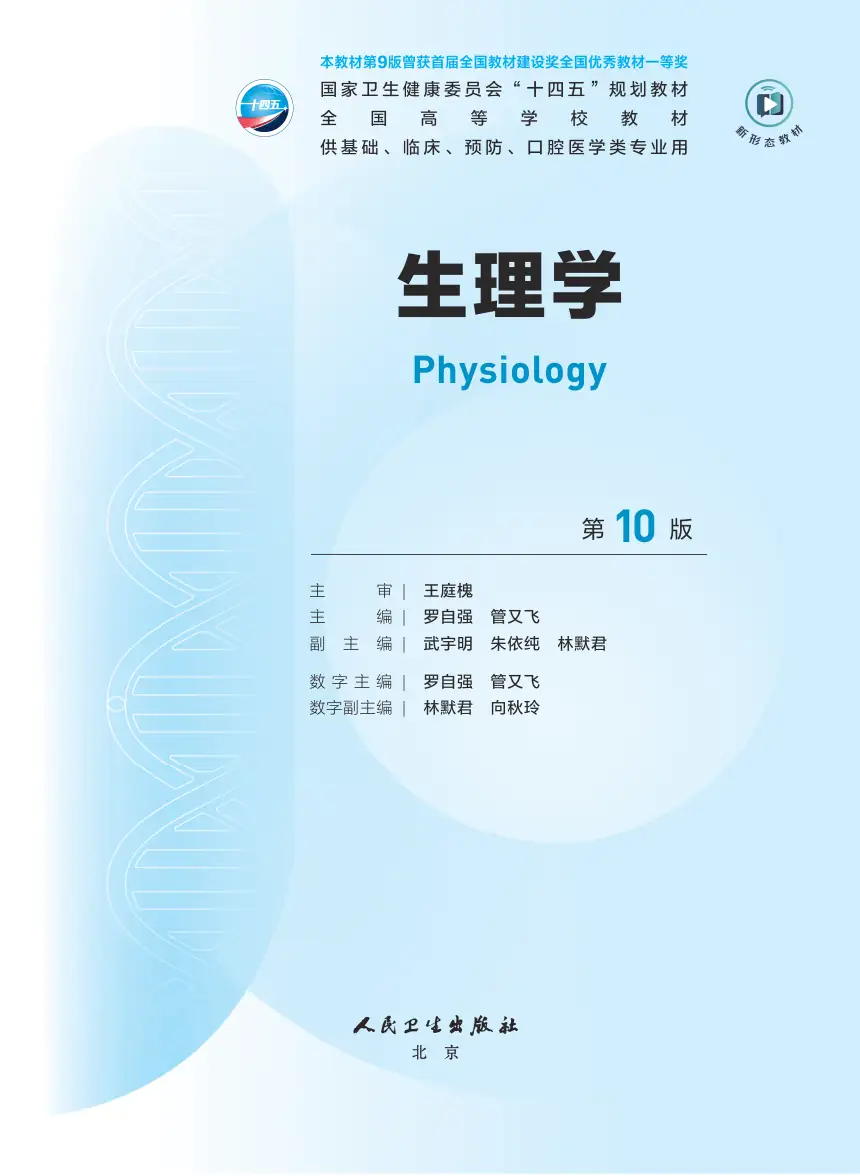 本教材第9版曾获首届全国教材建设奖全国优秀教材一等奖
国家卫生健康委员会“十四五”规划教材
全国高等学校教材
供基础、临床、预防、口腔医学类专业用
十四五
新形态教材
生理学
Physiology
第10版
主审 | 王庭槐
主编 | 罗自强 管又飞
副主编 | 武宇明 朱依纯 林默君
数字主编 | 罗自强 管又飞
数字副主编 | 林默君 向秋玲
人民卫生出版社
北京